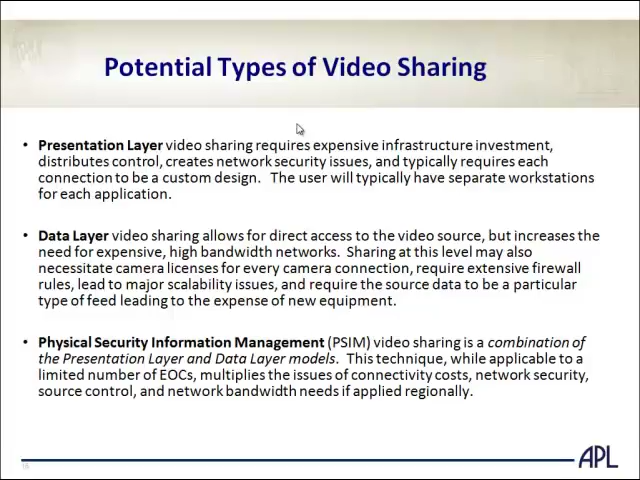 Potential Types of Video Sharing
• Presentation Layer video sharing requires expensive infrastructure investment,
distributes control, creates network security issues, and typically requires each
connection to be a custom design. The user will typically have separate workstations
for each application.
• Data Layer video sharing allows for direct access to the video source, but increases the
need for expensive, high bandwidth networks. Sharing at this level may also
necessitate camera licenses for every camera connection, require extensive firewall
rules, lead to major scalability issues, and require the source data to be a particular
type of feed leading to the expense of new equipment.
• Physical Security Information Management (PSIM) video sharing is a combination of
the Presentation Layer and Data Layer models. This technique, while applicable to a
limited number of EOCs, multiplies the issues of connectivity costs, network security,
source control, and network bandwidth needs if applied regionally.
APL